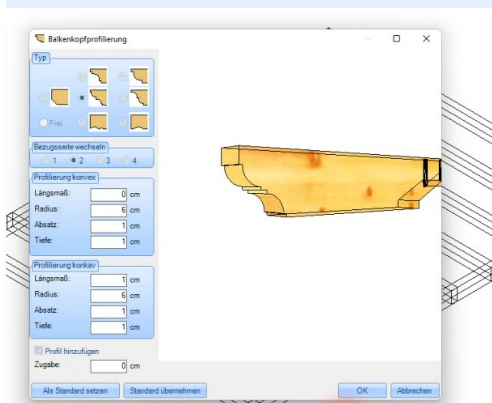 Balkenkopfprofilierung
Typ
Frei
Bezugsseite wechseln
1 2 3 4
Profilierung konvex
Längsmaß: 0 cm
Radius: 6 cm
Absatz: 1 cm
Tiefe: 1 cm
Profilierung konkav
Längsmaß: 1 cm
Radius: 6 cm
Absatz: 1 cm
Tiefe: 1 cm
Profil hinzufügen
Zugabe: 0 cm
Als Standard setzen Standard übernehmen OK Abbrechen